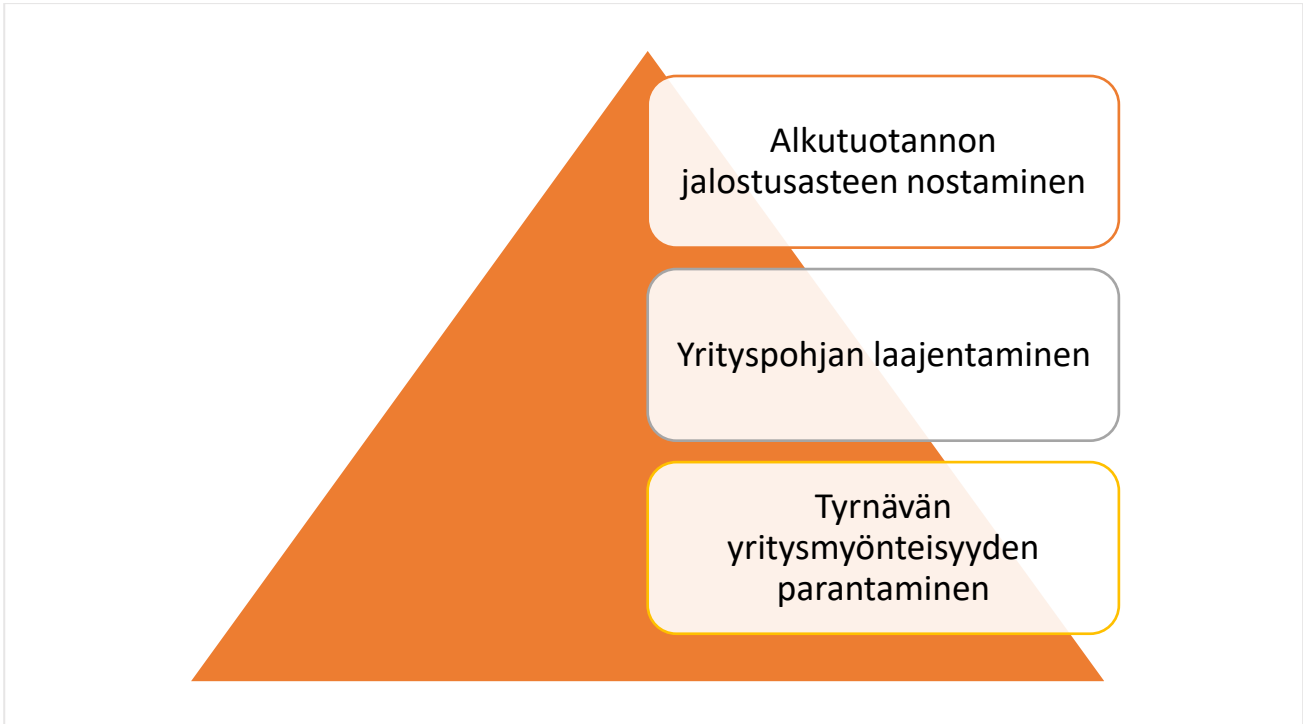 Alkutuotannon
jalostusasteen nostaminen
Yrityspohjan laajentaminen
Tyrnävän
yritysmyönteisyyden
parantaminen